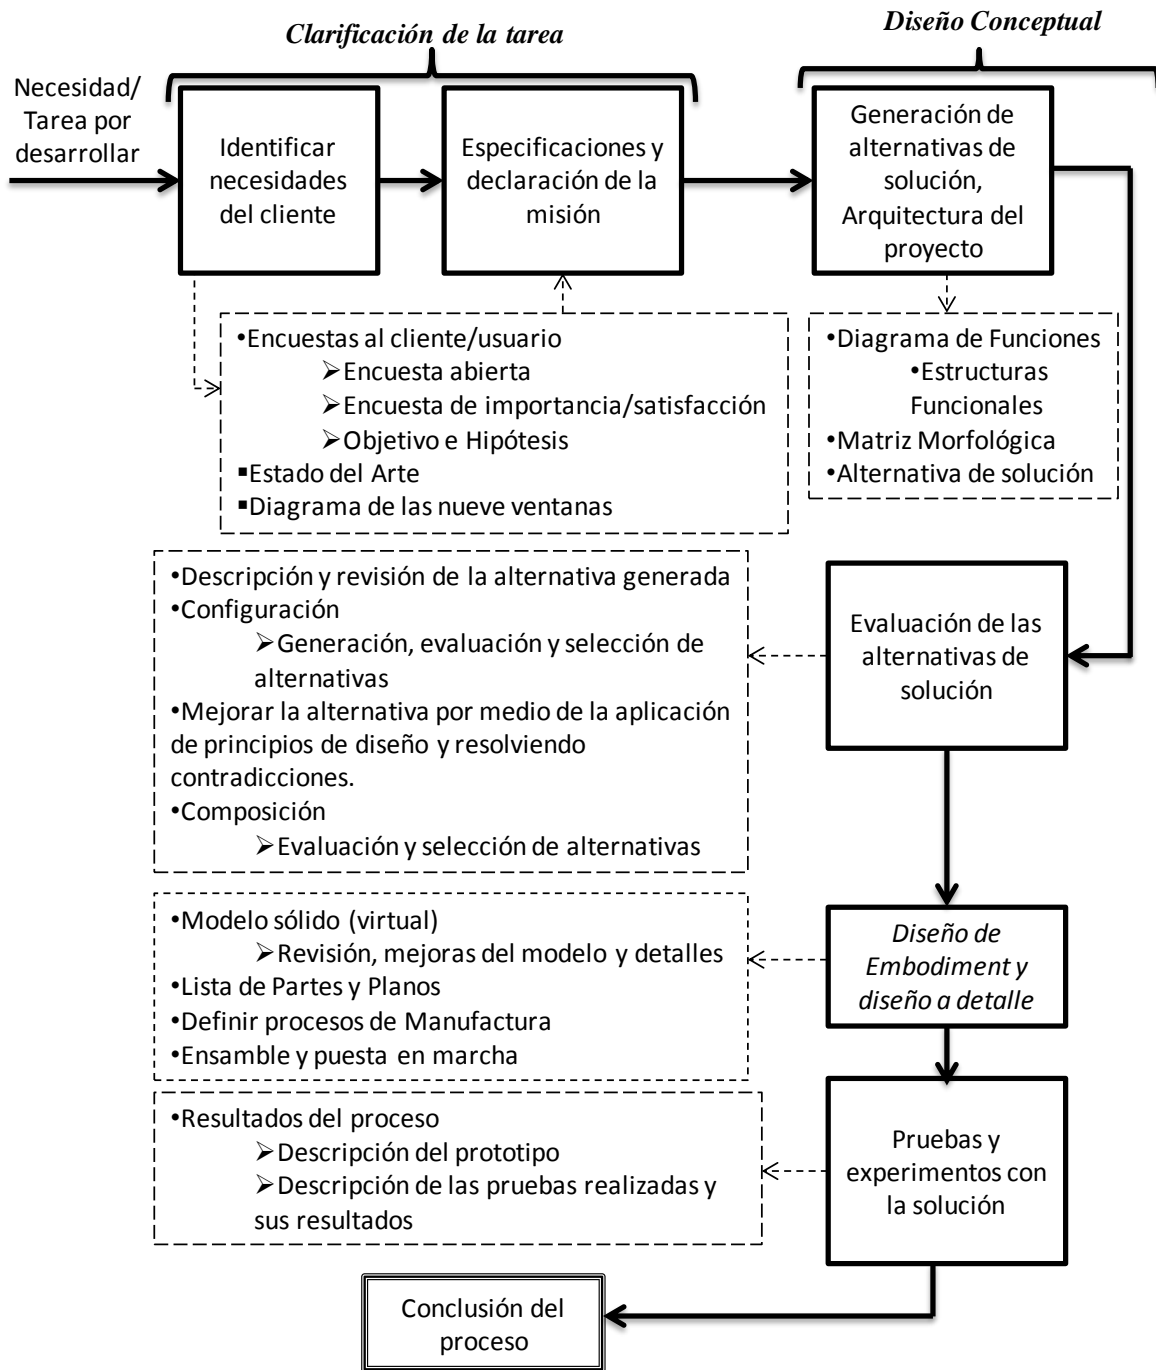 Clarificación de la tarea
Diseño Conceptual
Necesidad/
Tarea por
desarrollar
Identificar
necesidades
del cliente
Especificaciones y
declaración de la
misión
Generación de
alternativas de
solución,
Arquitectura del
proyecto
•Encuestas al cliente/usuario
➢Encuesta abierta
➢Encuesta de importancia/satisfacción
➢Objetivo e Hipótesis
▪Estado del Arte
▪Diagrama de las nueve ventanas
•Diagrama de Funciones
•Estructuras
Funcionales
•Matriz Morfológica
•Alternativa de solución
•Descripción y revisión de la alternativa generada
•Configuración
➢Generación, evaluación y selección de
alternativas
•Mejorar la alternativa por medio de la aplicación
de principios de diseño y resolviendo
contradicciones.
•Composición
➢Evaluación y selección de alternativas
Evaluación de las
alternativas de
solución
•Modelo sólido (virtual)
➢Revisión, mejoras del modelo y detalles
•Lista de Partes y Planos
•Definir procesos de Manufactura
•Ensamble y puesta en marcha
Diseño de
Embodiment y
diseño a detalle
•Resultados del proceso
➢Descripción del prototipo
➢Descripción de las pruebas realizadas y
sus resultados
Pruebas y
experimentos con
la solución
Conclusión del
proceso